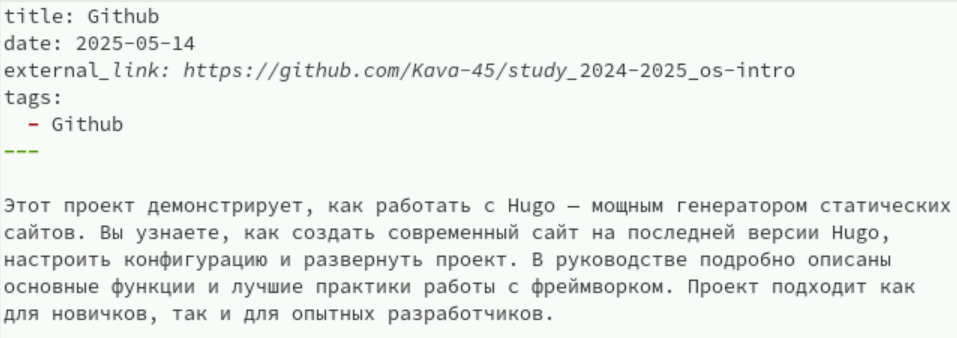 title: Github
date: 2025-05-14
external_link: https://github.com/Kava-45/study_2024-2025_os-intro
tags:
  - Github
---
Этот проект демонстрирует, как работать с Hugo — мощным генератором статических
сайтов. Вы узнаете, как создать современный сайт на последней версии Hugo,
настроить конфигурацию и развернуть проект. В руководстве подробно описаны
основные функции и лучшие практики работы с фреймворком. Проект подходит как
для новичков, так и для опытных разработчиков.